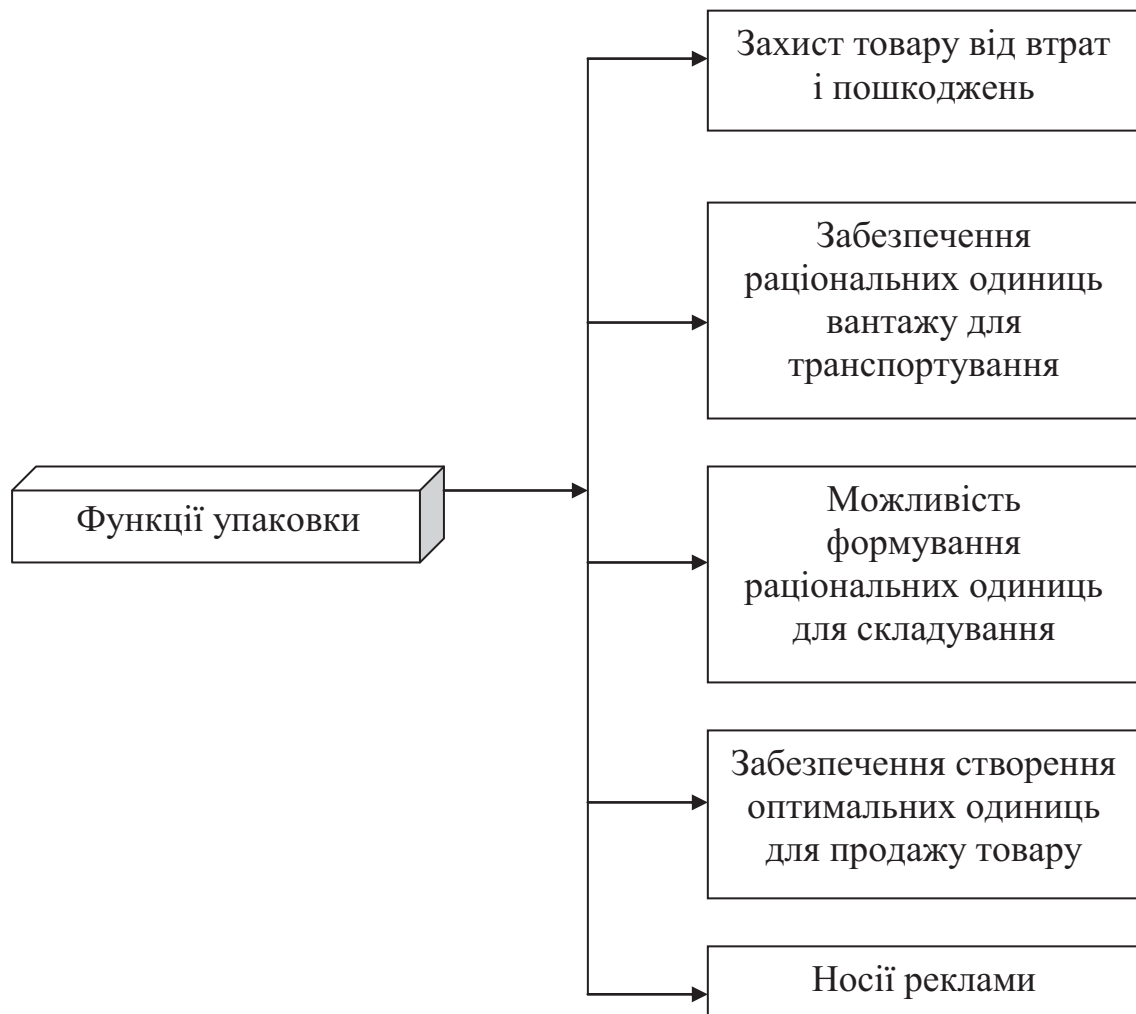 Захист товару від втрат
і пошкоджень
Забезпечення
раціональних одиниць
вантажу для
транспортування
Функції упаковки
Можливість
формування
раціональних одиниць
для складування
Забезпечення створення
оптимальних одиниць
для продажу товару
Носії реклами